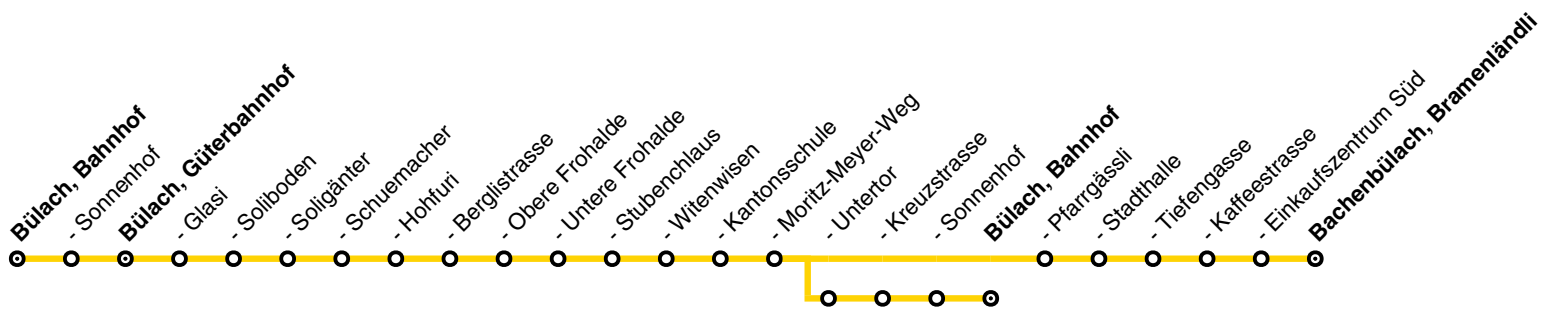 Bülach, Bahnhof
- Sonnenhof
Bülach, Güterbahnhof
- Glasi
- Soliboden
- Soligänter
- Schuemacher
- Hohfuri
- Berglistrasse
- Obere Frohalde
- Untere Frohalde
- Stubenchlaus
- Witenwisen
- Kantonsschule
- Moritz-Meyer-Weg
- Untertor
- Kreuzstrasse
- Sonnenhof
Bülach, Bahnhof
- Pfarrgässli
- Stadthalle
- Tiefengasse
- Kaffeestrasse
- Einkaufszentrum Süd
Bachenbülach, Bramenländli